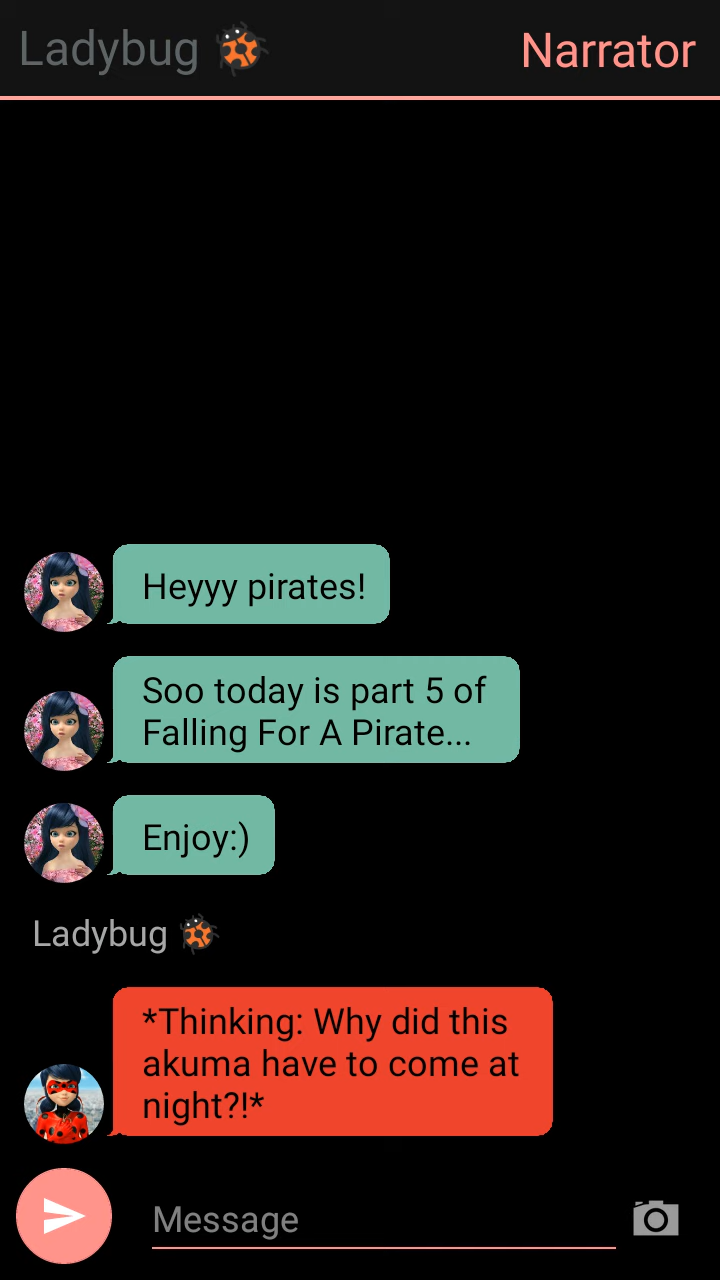 Ladybug 🐞 Narrator
Heyyy pirates!
Soo today is part 5 of
Falling For A Pirate...
Enjoy:)
Ladybug 🐞
*Thinking: Why did this
akuma have to come at
night?!*
Message